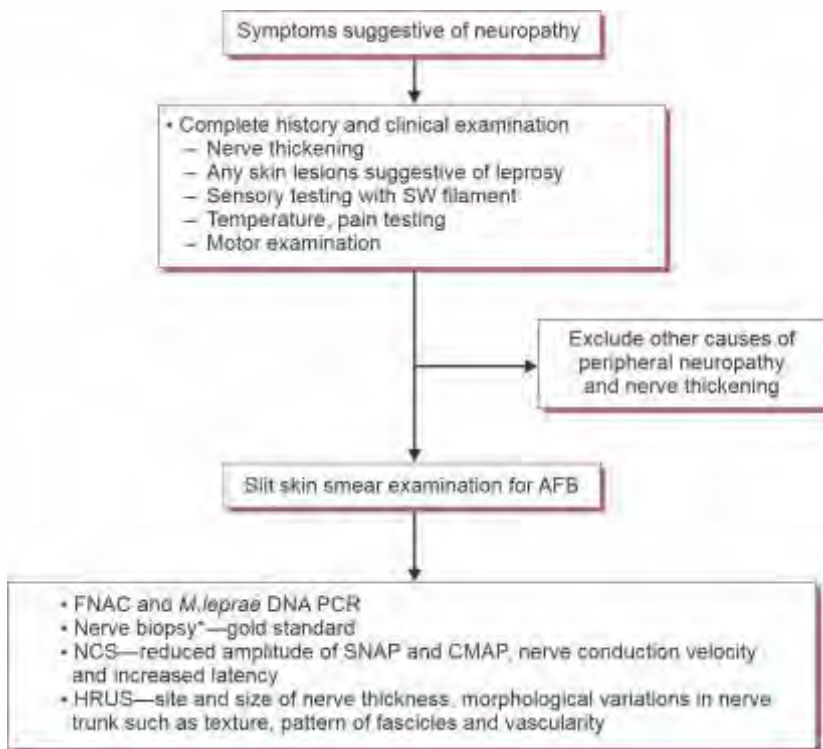 Symptoms suggestive of neuropathy
• Complete history and clinical examination
– Nerve thickening
– Any skin lesions suggestive of leprosy
– Sensory testing with SW filament
– Temperature, pain testing
– Motor examination
Exclude other causes of
peripheral neuropathy
and nerve thickening
Slit skin smear examination for AFB
• FNAC and M.leprae DNA PCR
• Nerve biopsy*—gold standard
• NCS—reduced amplitude of SNAP and CMAP, nerve conduction velocity
and increased latency
• HRUS—site and size of nerve thickness, morphological variations in nerve
trunk such as texture, pattern of fascicles and vascularity